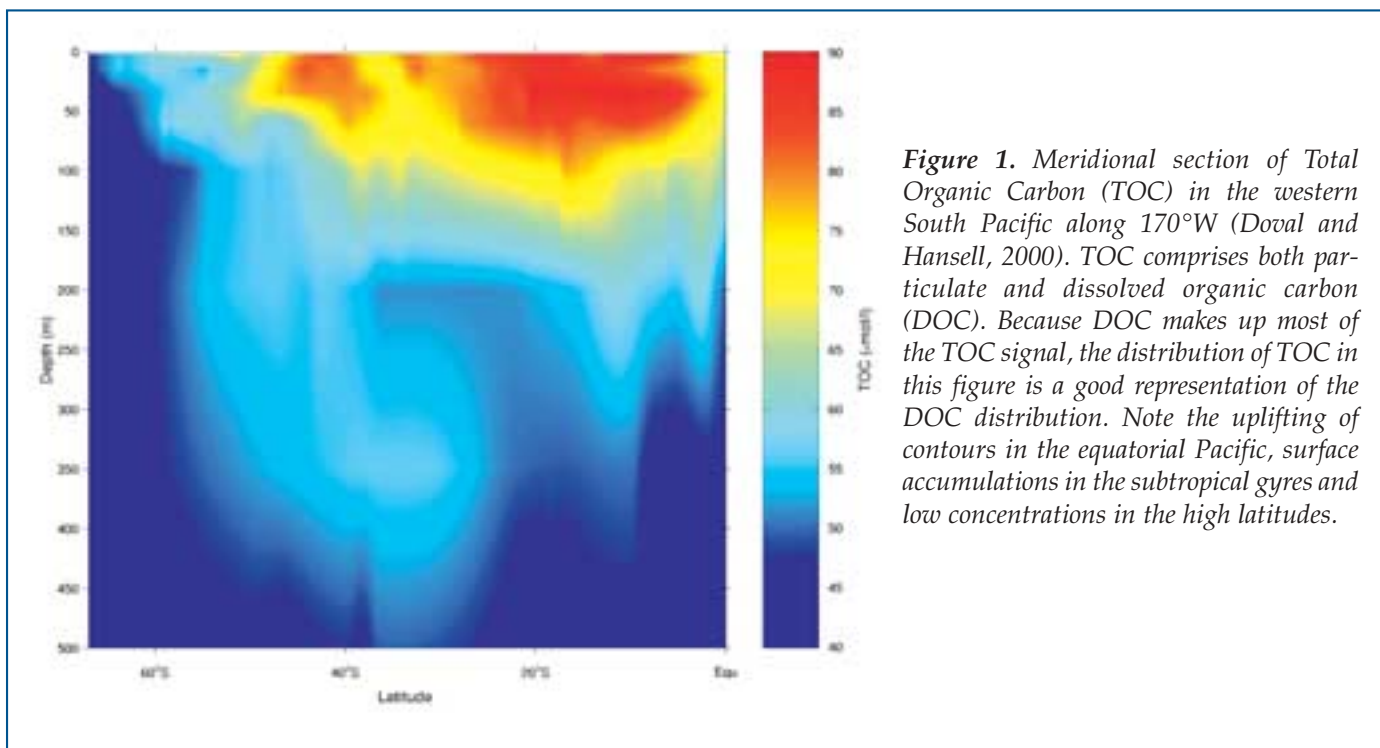 0
50
100
150
200
250
300
350
400
450
500
Depth (m)
60°S
40°S
20°S
Latitude
90
85
80
75
70
65
60
55
50
45
40
TOC
Figure 1. Meridional section of Total
Organic Carbon (TOC) in the western
South Pacific along 170°W (Doval and
Hansell, 2000). TOC comprises both par-
ticulate and dissolved organic carbon
(DOC). Because DOC makes up most of
the TOC signal, the distribution of TOC in
this figure is a good representation of the
DOC distribution. Note the uplifting of
contours in the equatorial Pacific, surface
accumulations in the subtropical gyres and
low concentrations in the high latitudes.